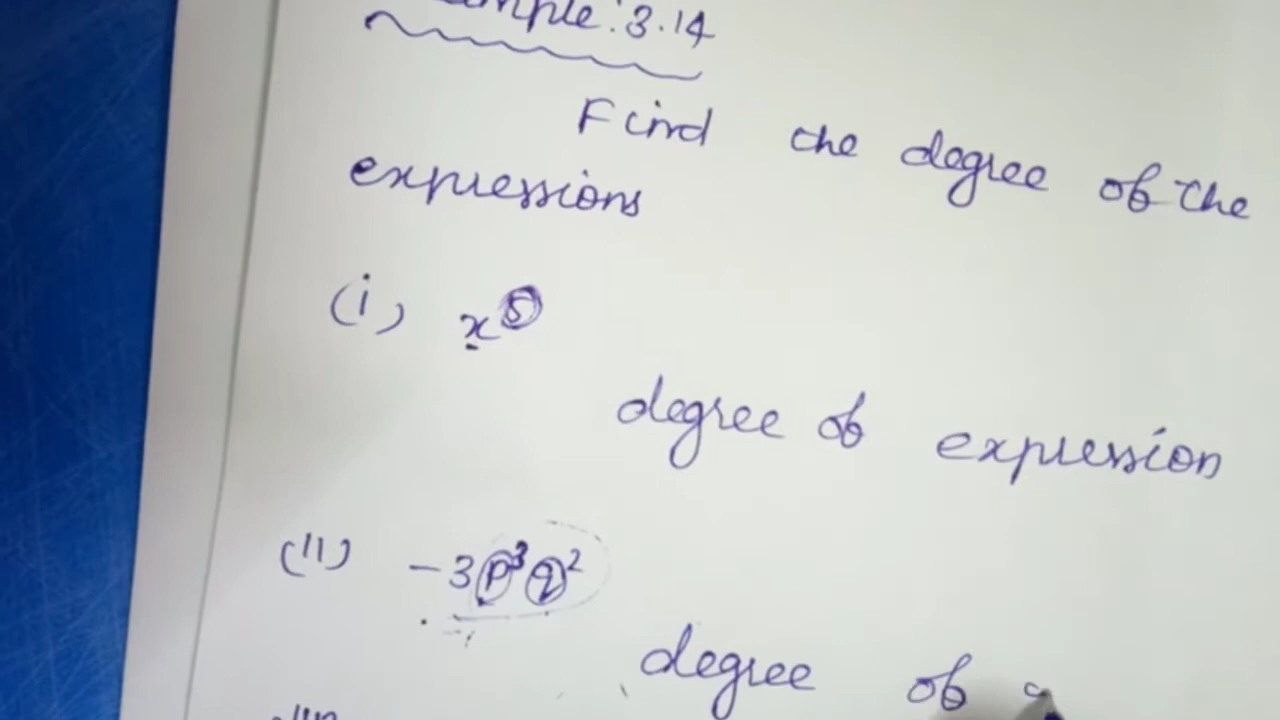 mple: 3.14
Find the degree of the
expressions
(i) x⁵
degree of expression
(ii) -3p³q²
degree of